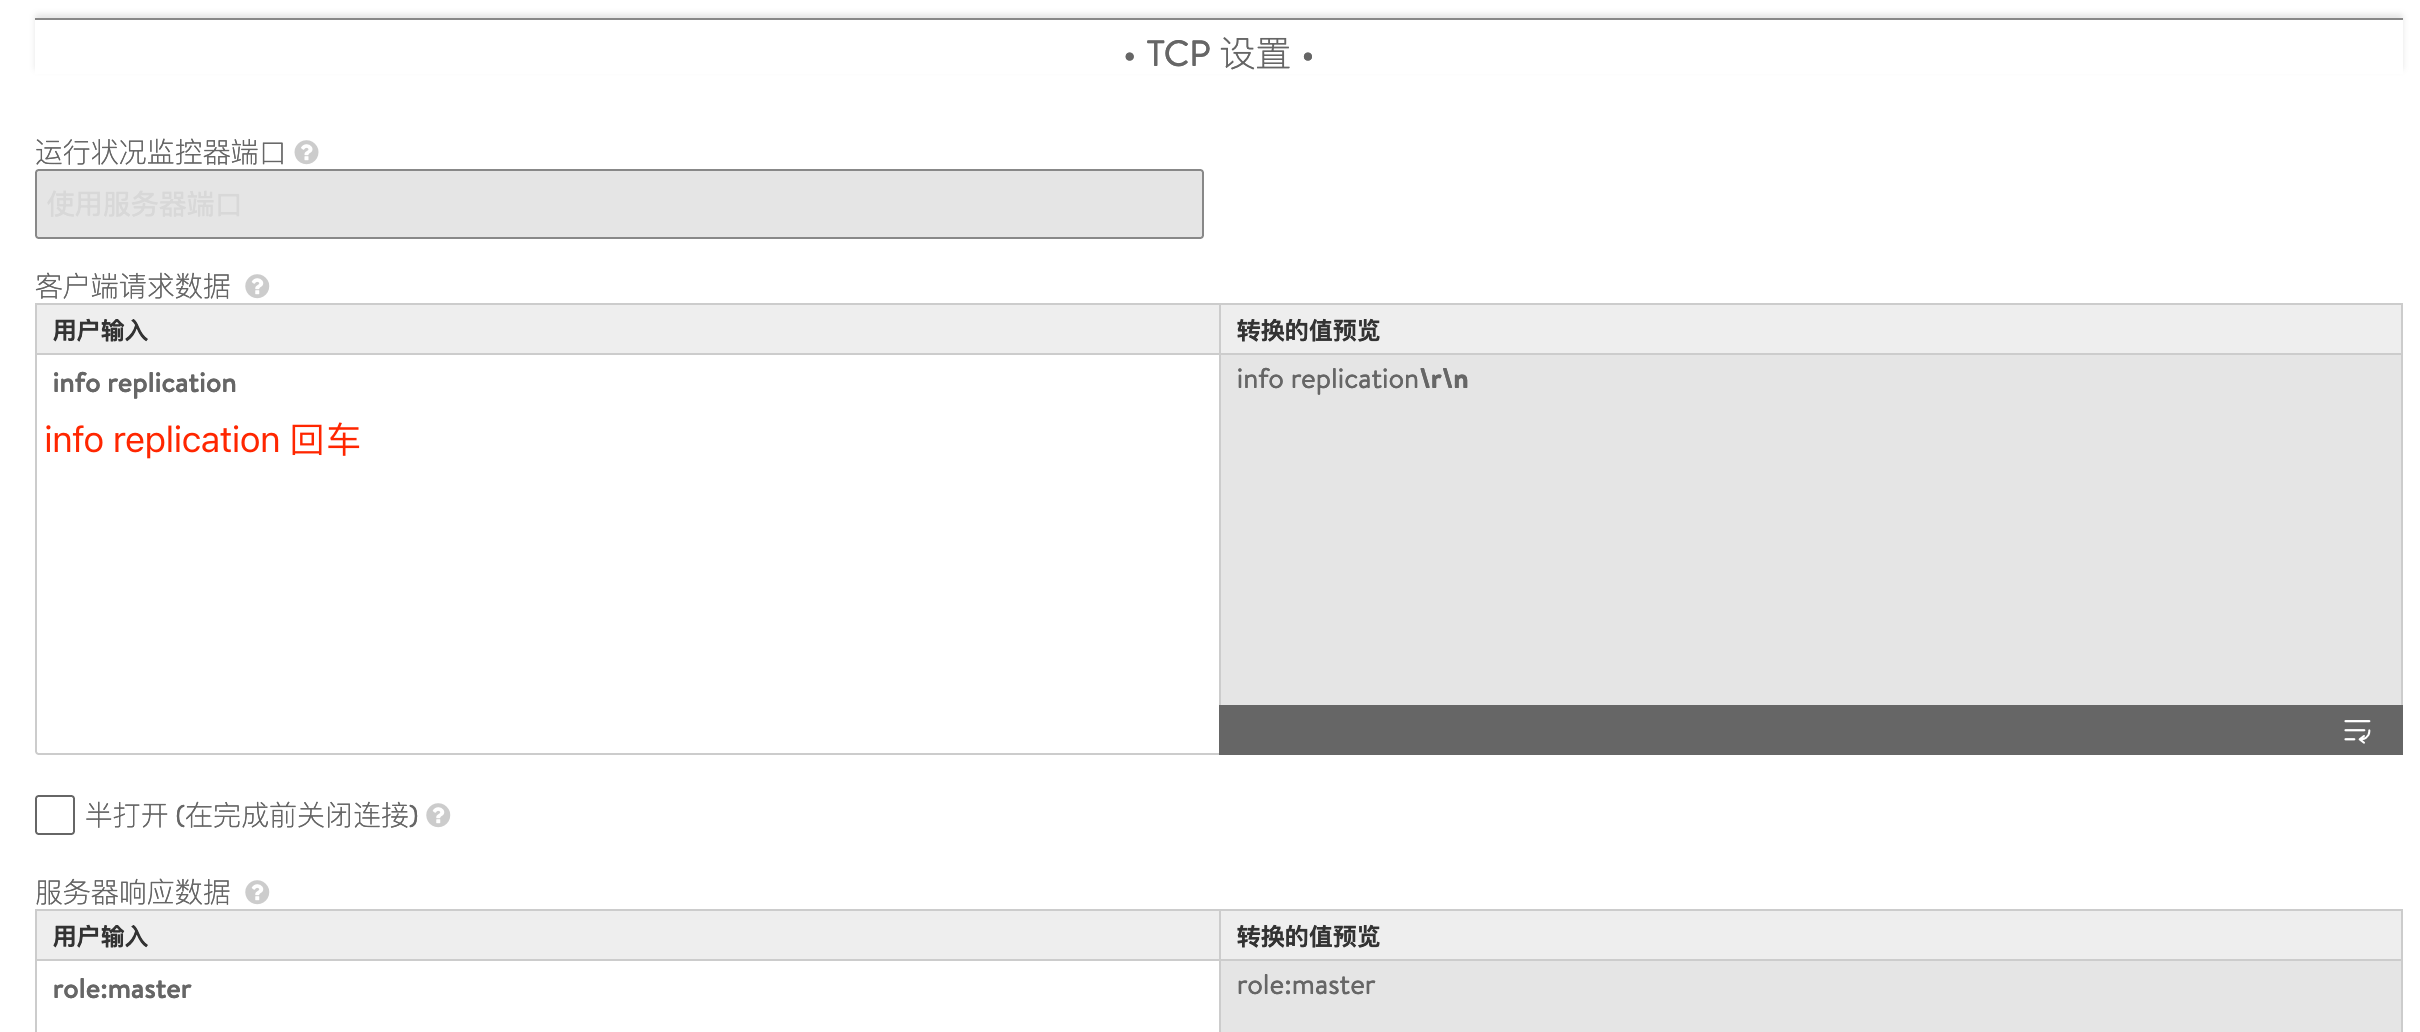 • TCP 设置 •
运行状况监控器端口 ?
使用服务器端口
客户端请求数据 ?
用户输入 转换的值预览
info replication info replication\r\n
info replication 回车
半打开 (在完成前关闭连接) ?
服务器响应数据 ?
用户输入 转换的值预览
role:master role:master